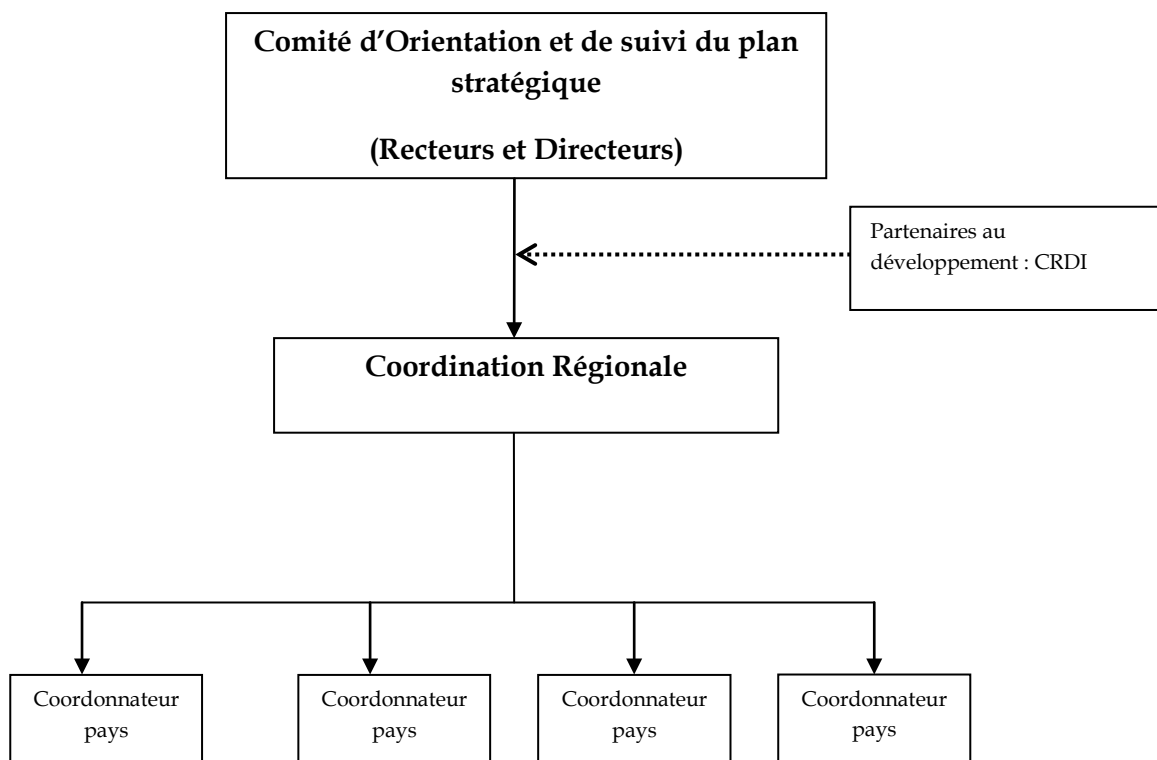 Comité d’Orientation et de suivi du plan
stratégique
(Recteurs et Directeurs)
Partenaires au
développement : CRDI
Coordination Régionale
Coordonnateur
pays
Coordonnateur
pays
Coordonnateur
pays
Coordonnateur
pays